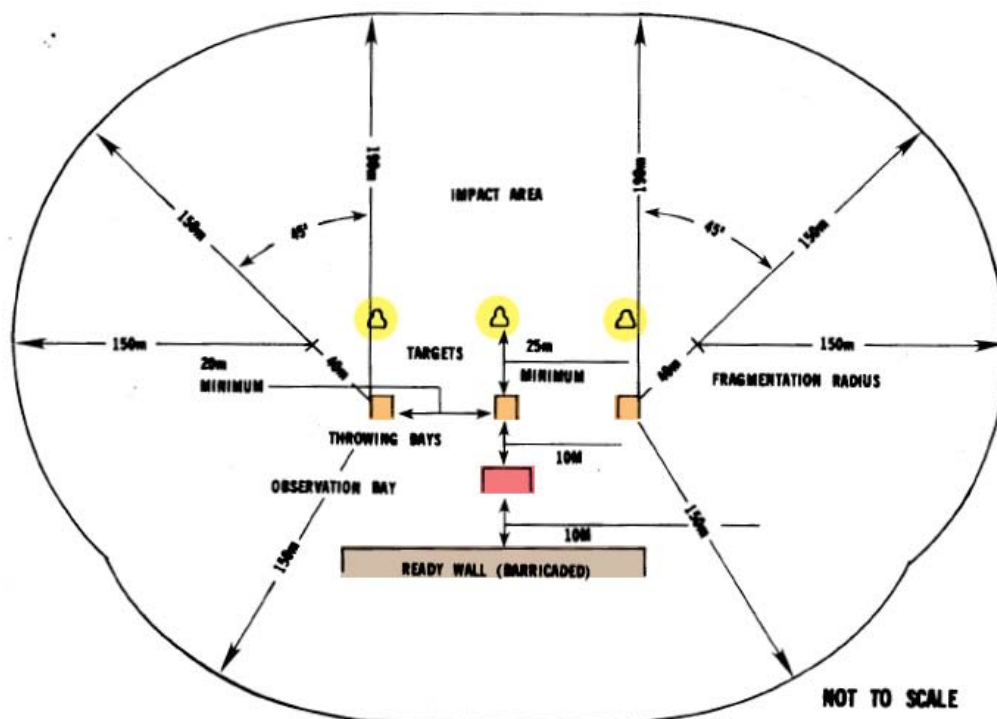 190m
190m
IMPACT AREA
150m
45°
45°
150m
150m
20m
MINIMUM
TARGETS
25m
MINIMUM
150m
FRAGMENTATION RADIUS
40m
40m
THROWING BAYS
10M
OBSERVATION BAY
150m
10M
150m
READY WALL (BARRICADED)
NOT TO SCALE